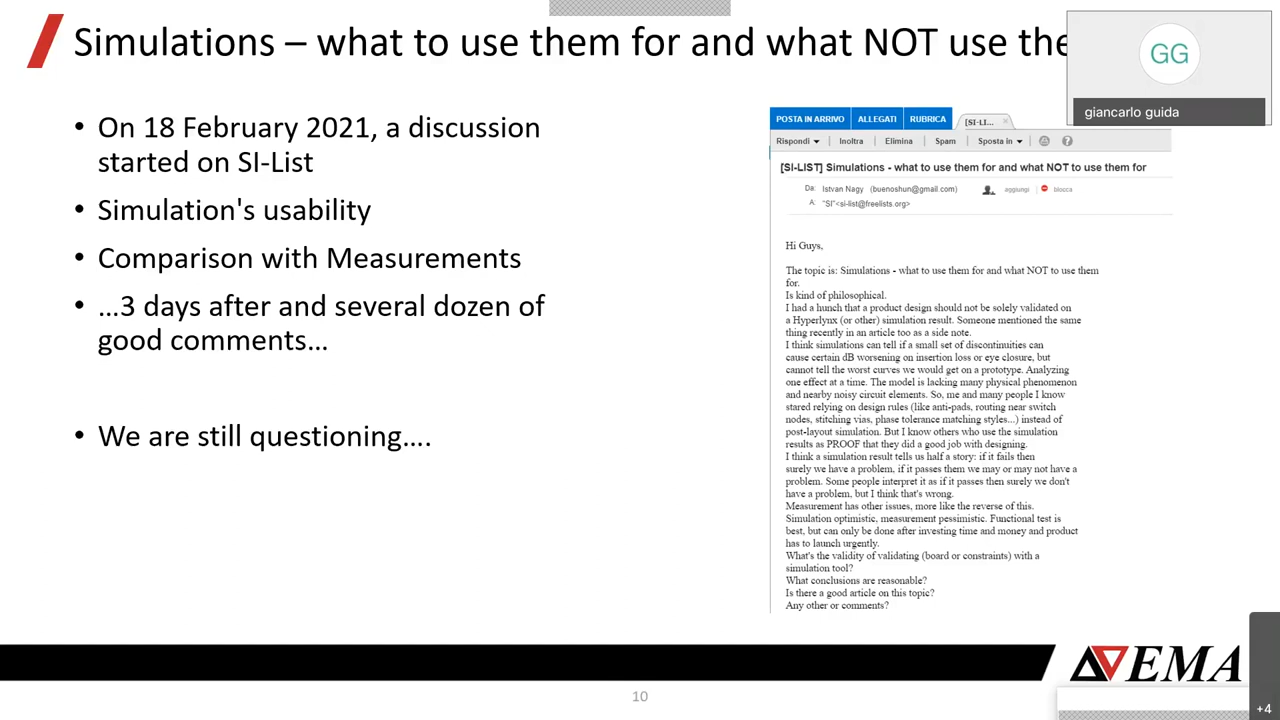 Simulations – what to use them for and what NOT use the
GG
giancarlo guida
• On 18 February 2021, a discussion
started on SI-List
• Simulation's usability
• Comparison with Measurements
• …3 days after and several dozen of
good comments…
• We are still questioning….
POSTA IN ARRIVO ALLEGATI RUBRICA [SI-LI... ×
Rispondi Inoltra Elimina Spam Sposta in ?
[SI-LIST] Simulations - what to use them for and what NOT to use them for
Da: Istvan Nagy (buenoshun@gmail.com) aggiungi blocca
A: "SI"<si-list@freelists.org>
Hi Guys,
The topic is: Simulations - what to use them for and what NOT to use them
for.
Is kind of philosophical.
I had a hunch that a product design should not be solely validated on
a Hyperlynx (or other) simulation result. Someone mentioned the same
thing recently in an article too as a side note.
I think simulations can tell if a small set of discontinuities can
cause certain dB worsening on insertion loss or eye closure, but
cannot tell the worst curves we would get on a prototype. Analyzing
one effect at a time. The model is lacking many physical phenomenon
and nearby noisy circuit elements. So, me and many people I know
stared relying on design rules (like anti-pads, routing near switch
nodes, stitching vias, phase tolerance matching styles...) instead of
post-layout simulation. But I know others who use the simulation
results as PROOF that they did a good job with designing.
I think a simulation result tells us half a story: if it fails then
surely we have a problem, if it passes them we may or may not have a
problem. Some people interpret it as if it passes then surely we don't
have a problem, but I think that's wrong.
Measurement has other issues, more like the reverse of this.
Simulation optimistic, measurement pessimistic. Functional test is
best, but can only be done after investing time and money and product
has to launch urgently.
What's the validity of validating (board or constraints) with a
simulation tool?
What conclusions are reasonable?
Is there a good article on this topic?
Any other or comments?
EMA
10
+4